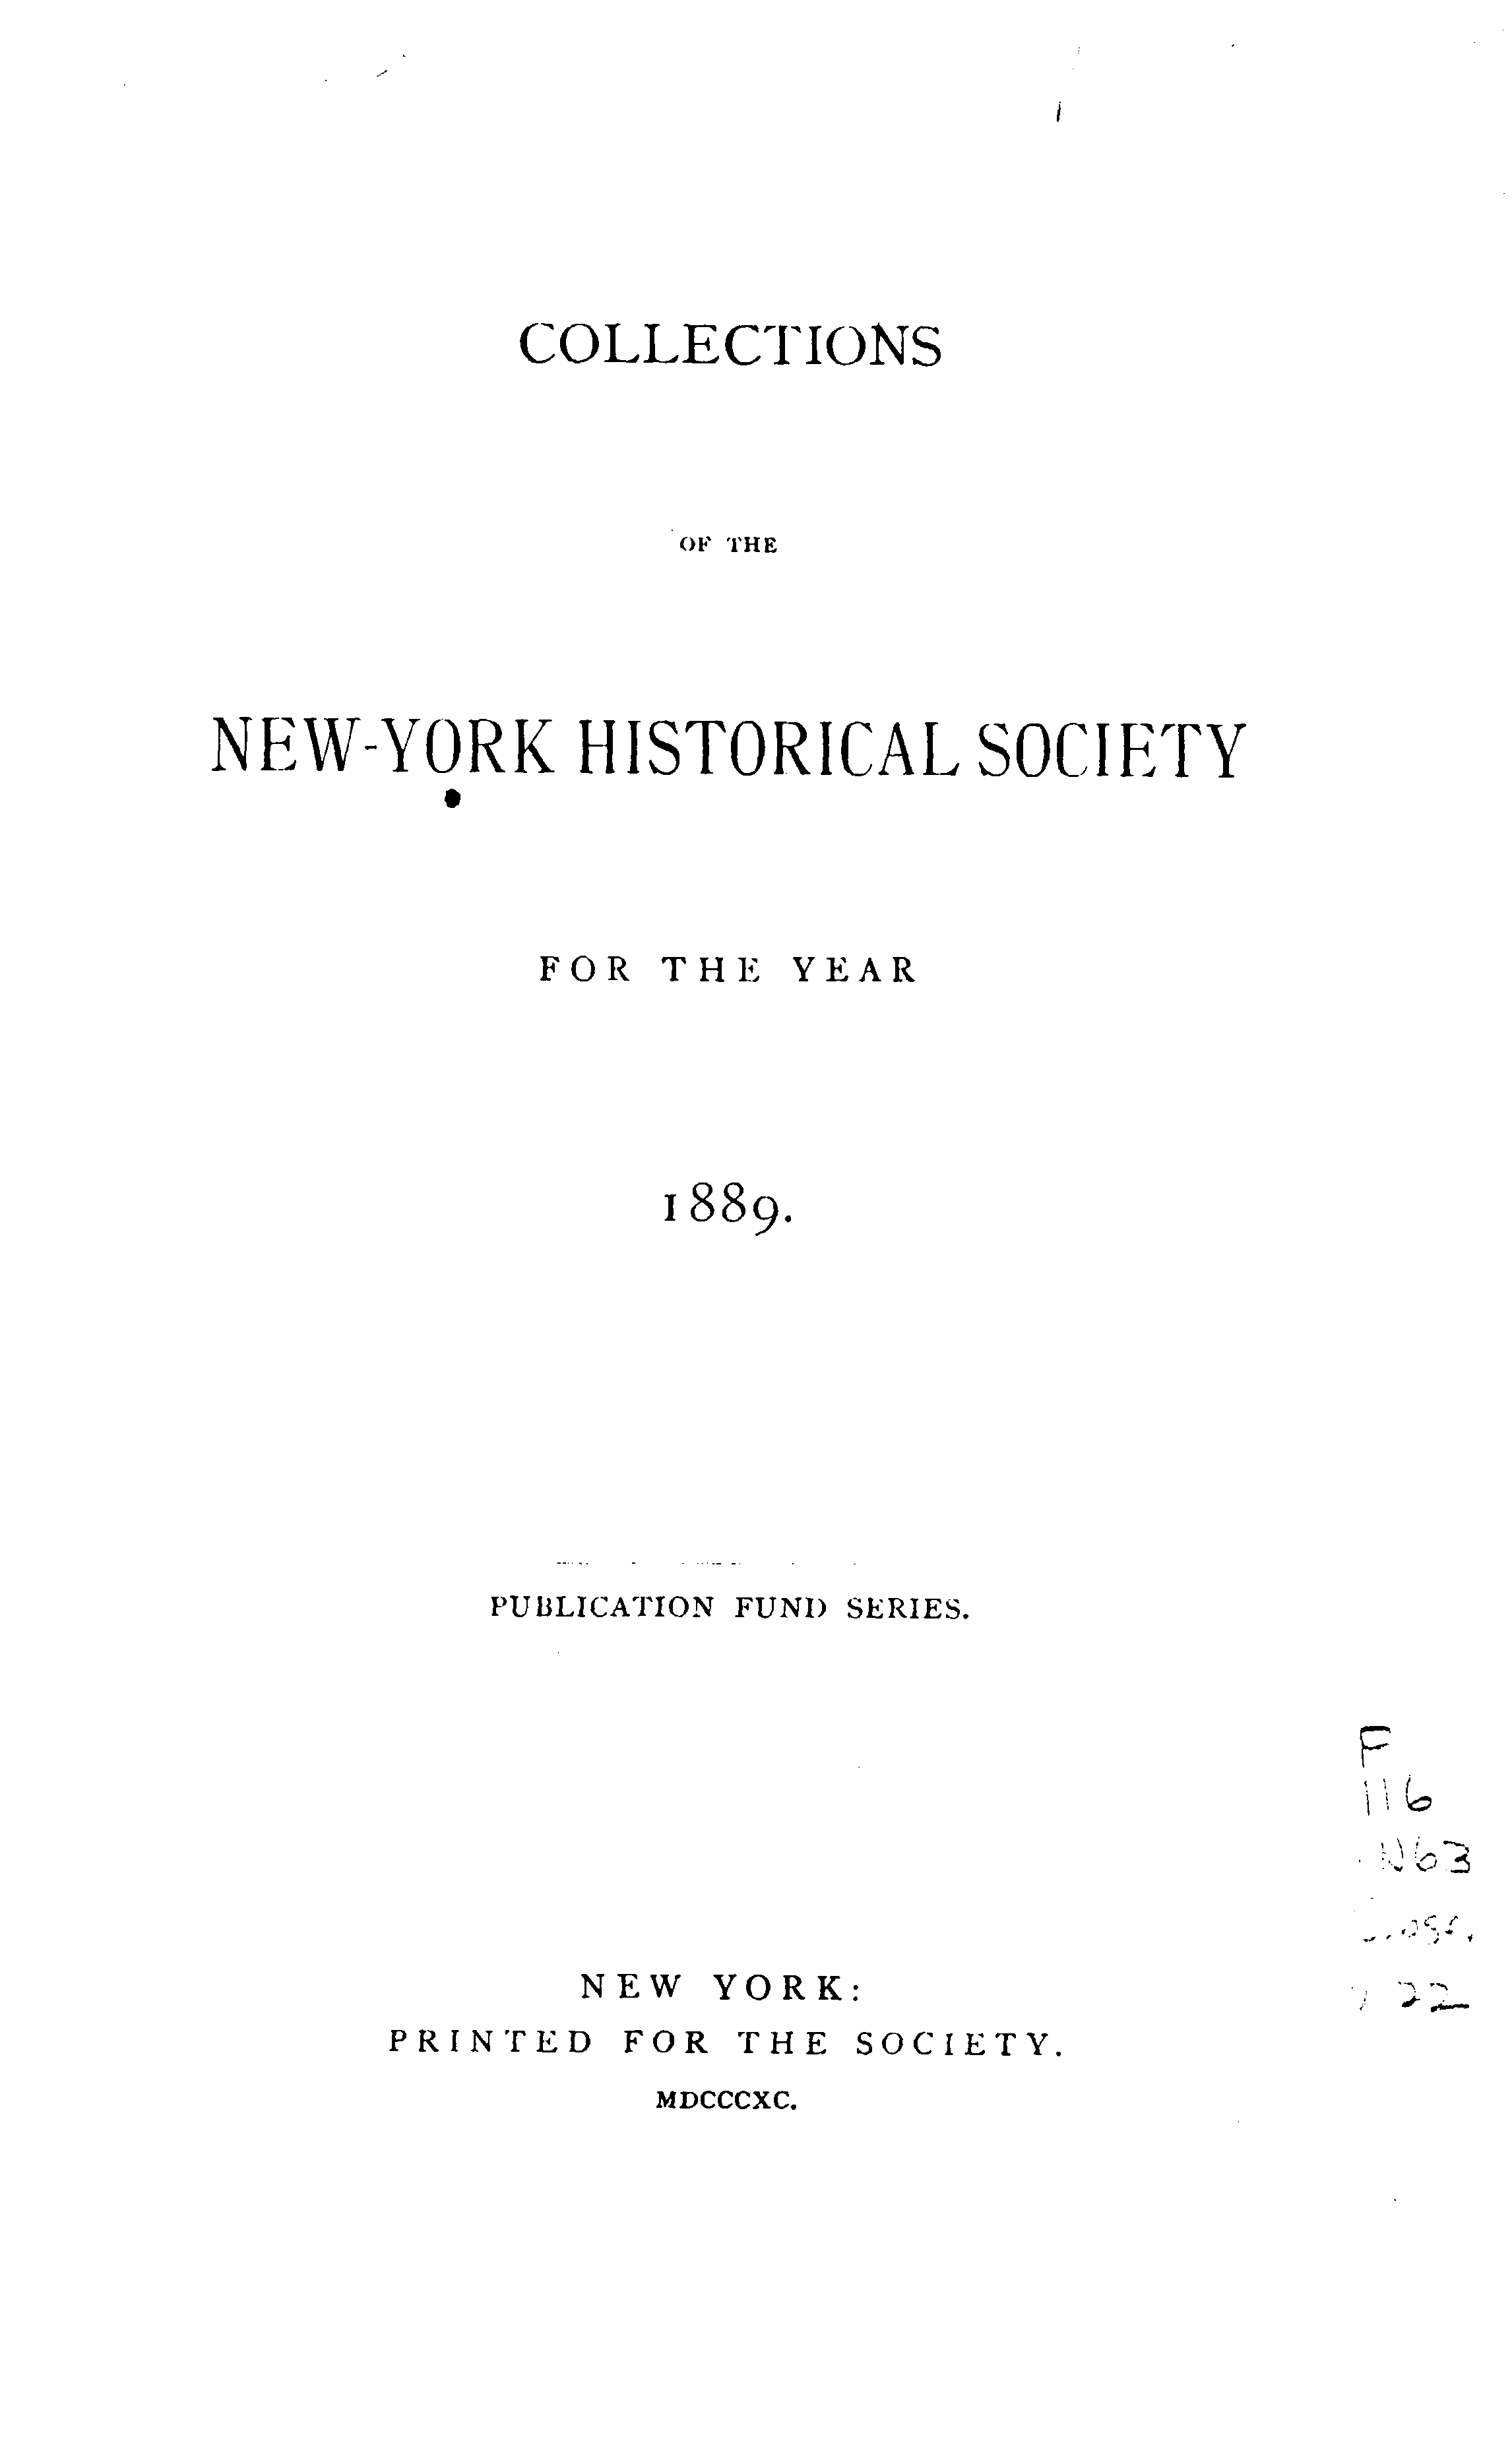 COLLECTIONS
OF THE
NEW-YORK HISTORICAL SOCIETY
FOR THE YEAR
1889.
PUBLICATION FUND SERIES.
F
116
.N63
22
NEW YORK:
PRINTED FOR THE SOCIETY.
MDCCCXC.